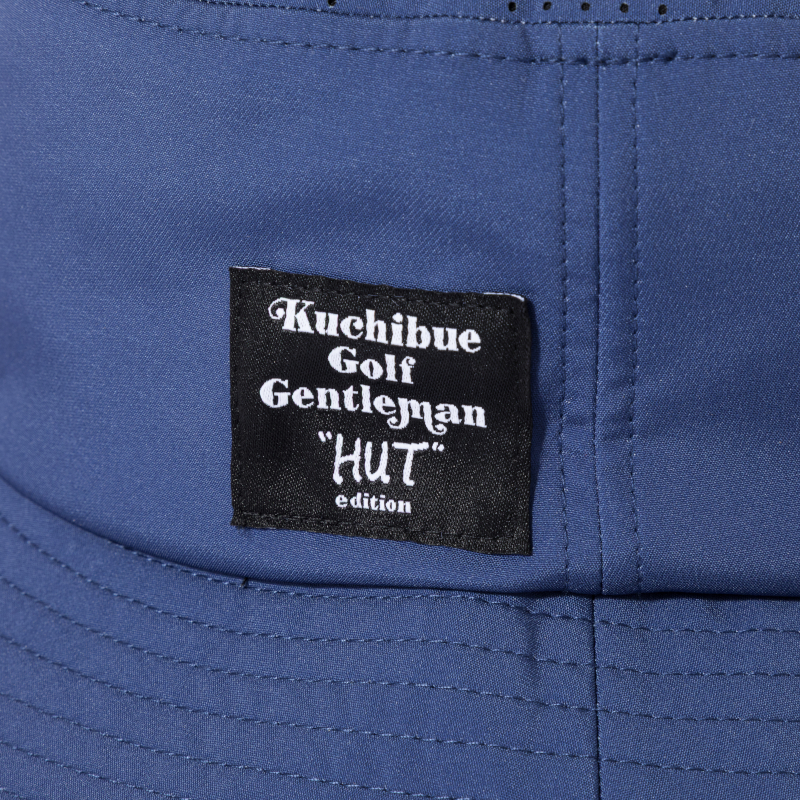 Kuchibue
Golf
Gentleman
"HUT"
edition